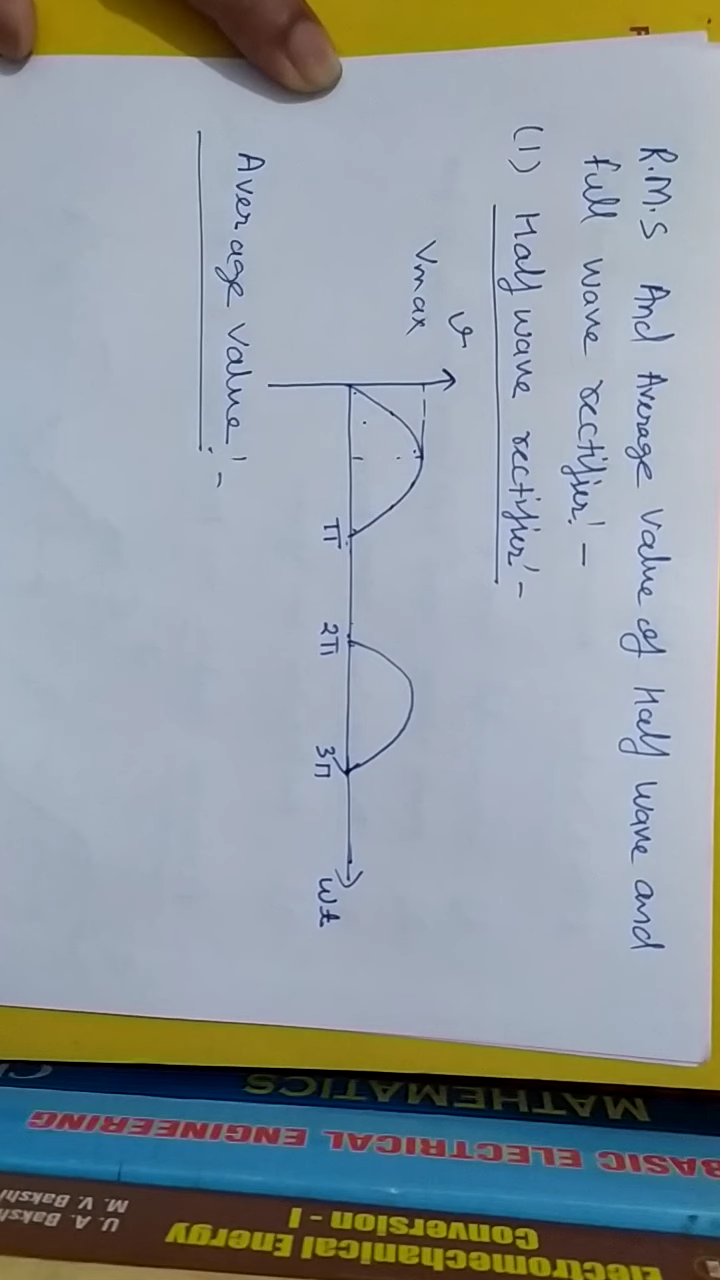 R.M.S And Average value of Half wave and
full wave rectifier:-
(1) Half wave rectifier:-
v
Vmax
π 2π 3π ωt
Average value:-
MATHEMATICS
BASIC ELECTRICAL ENGINEERING
Electromechanical Energy
Conversion - I
U. A. Bakshi
M. V. Bakshi